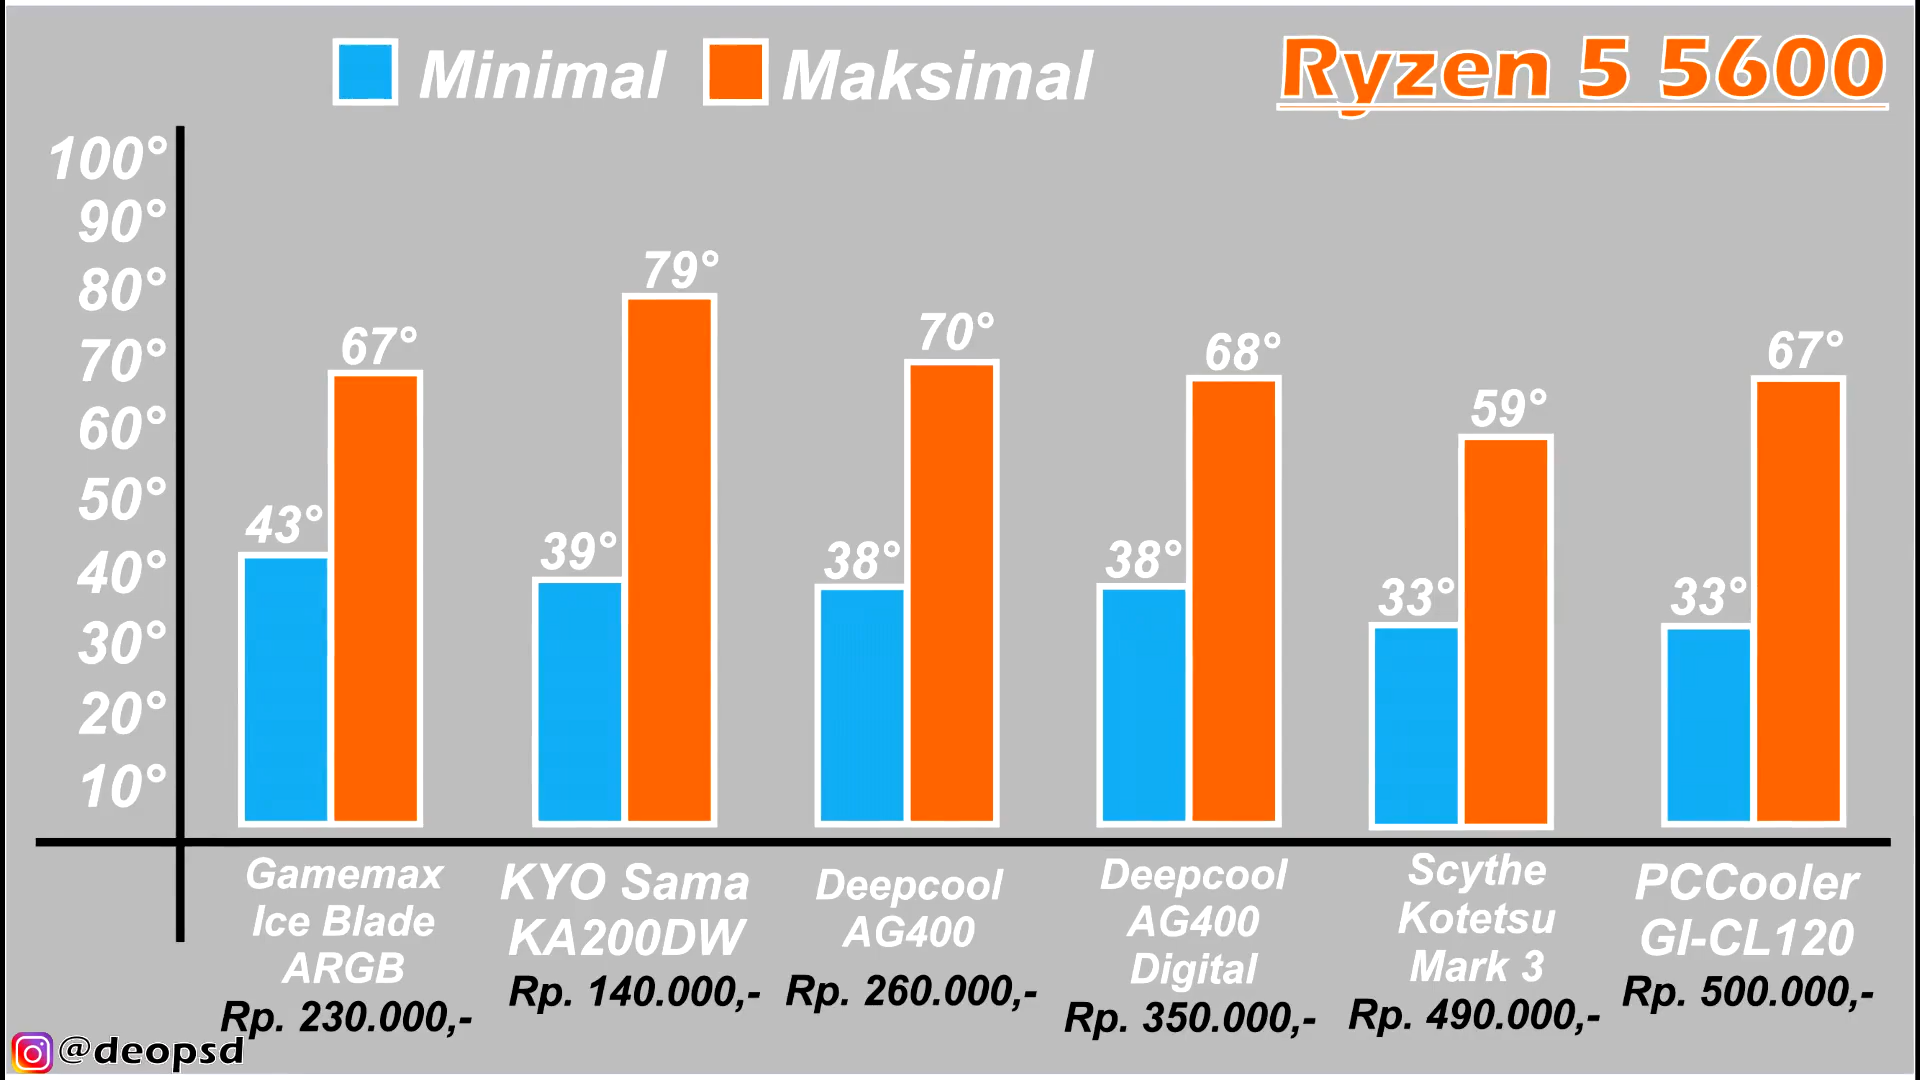 Minimal
Maksimal
Ryzen 5 5600
100°
90°
80°
70°
60°
50°
40°
30°
20°
10°
43°
67°
39°
79°
38°
70°
38°
68°
33°
59°
33°
67°
Gamemax
Ice Blade
ARGB
Rp. 230.000,-
KYO Sama
KA200DW
Rp. 140.000,-
Deepcool
AG400
Rp. 260.000,-
Deepcool
AG400
Digital
Rp. 350.000,-
Scythe
Kotetsu
Mark 3
Rp. 490.000,-
PCCooler
GI-CL120
Rp. 500.000,-
@deopsd